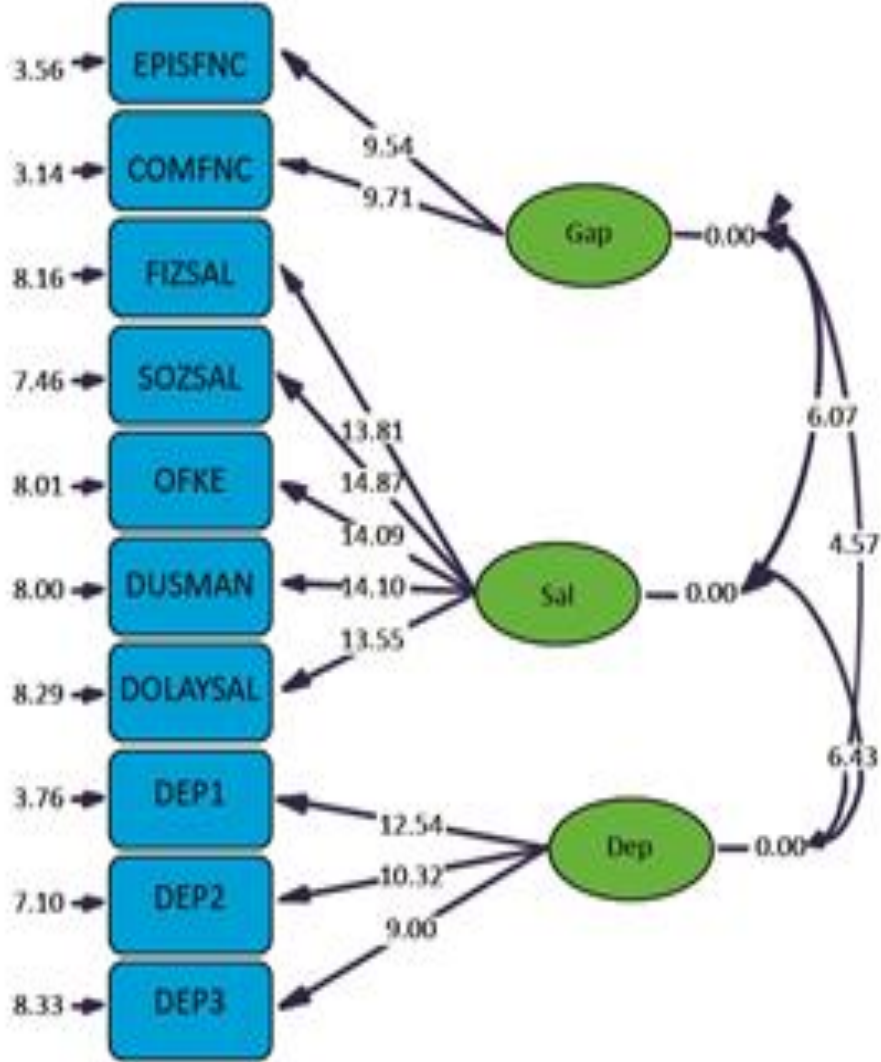 3.56 EPISFNC
9.54
3.14 COMFNC
9.71
Gap 0.00
8.16 FIZSAL
7.46 SOZSAL
6.07
13.81
8.01 OFKE
14.87
14.09
4.57
8.00 DUSMAN 14.10 Sal 0.00
13.55
8.29 DOLAYSAL
6.43
3.76 DEP1
12.54
Dep 0.00
10.32
7.10 DEP2
9.00
8.33 DEP3